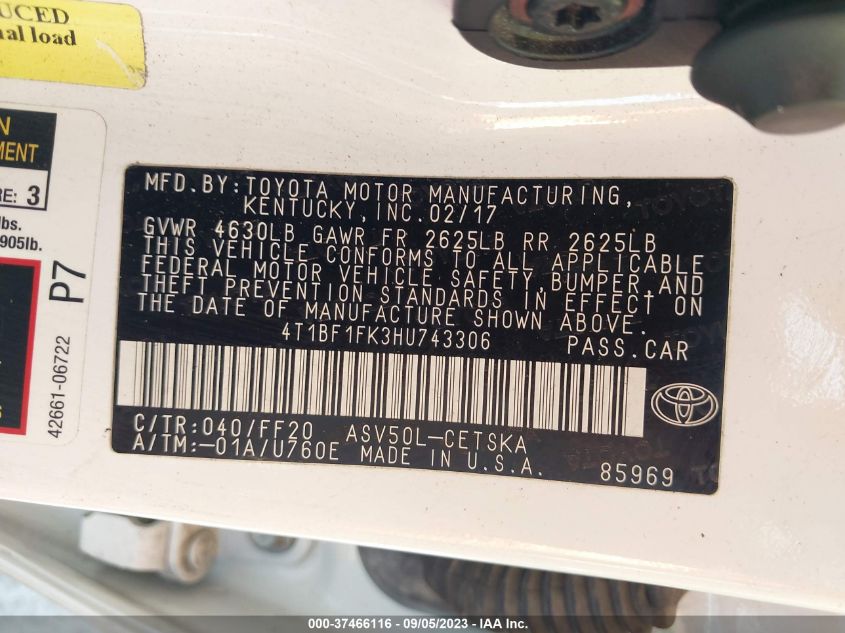 UCED
nal load
N
MENT
RE: 3
lbs.
905lb.
P7
42661-06722
MFD.BY:TOYOTA MOTOR MANUFACTURING,
KENTUCKY,INC.02/17
GVWR 4630LB GAWR FR 2625LB RR 2625LB
THIS VEHICLE CONFORMS TO ALL APPLICABLE
FEDERAL MOTOR VEHICLE SAFETY,BUMPER,AND
THEFT PREVENTION STANDARDS IN EFFECT ON
THE DATE OF MANUFACTURE SHOWN ABOVE.
4T1BF1FK3HU743306 PASS.CAR
C/TR:040/FF20 ASV50L-CETSKA
A/TM:-01A/U760E MADE IN U.S.A. 85969
000-37466116 - 09/05/2023 - © IAA Inc.